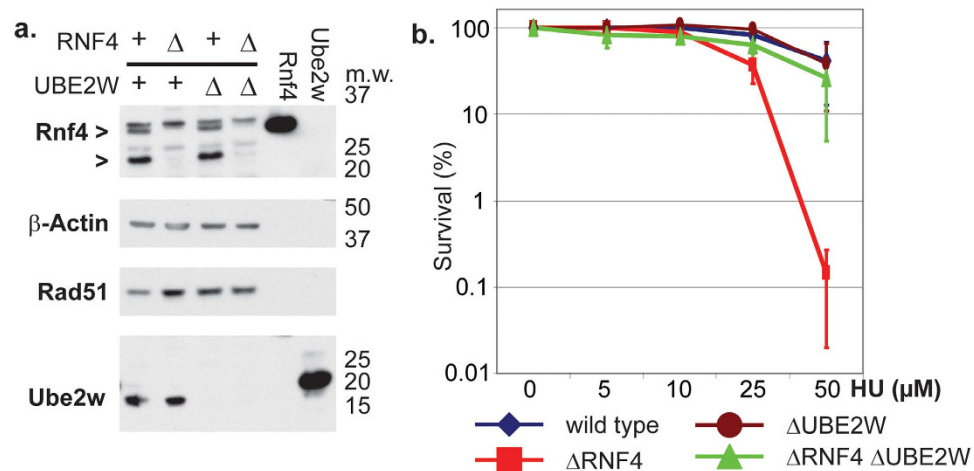 a.
RNF4 + Δ + Δ
UBE2W + + Δ Δ
Rnf4
Ube2w
m.w.
37
Rnf4 >
25
>
20
β-Actin
50
37
Rad51
Ube2w
25
20
15
b.
Survival (%)
100
10
1
0.1
0.01
0 5 10 25 50 HU (µM)
wild type
ΔUBE2W
ΔRNF4
ΔRNF4 ΔUBE2W